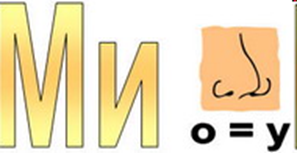 Ми
о = у